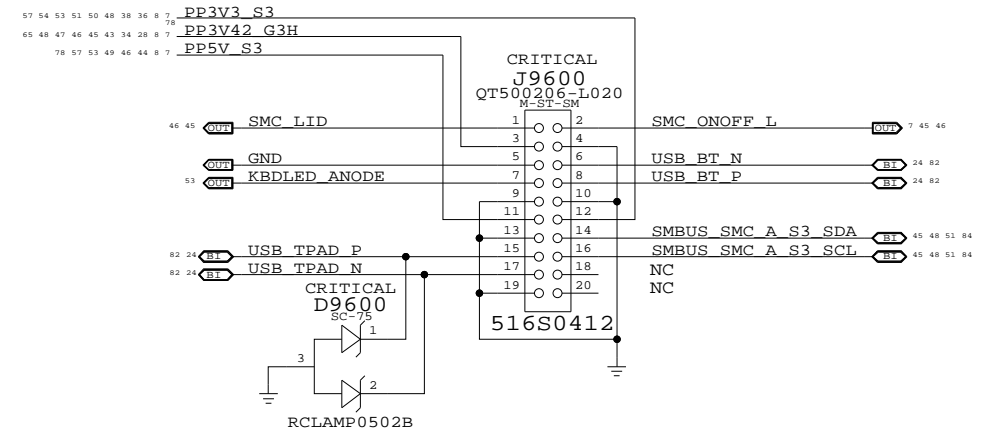 57 54 53 51 50 48 38 36 8 7 PP3V3_S3
78
65 48 47 46 45 43 34 28 8 7 PP3V42_G3H
78 57 53 49 46 44 8 7 PP5V_S3
CRITICAL
J9600
QT500206-L020
M-ST-SM
46 45 OUT SMC_LID 1 2 SMC_ONOFF_L OUT 7 45 46
3 4
OUT GND 5 6 USB_BT_N BI 24 82
53 OUT KBDLED_ANODE 7 8 USB_BT_P BI 24 82
9 10
11 12
13 14 SMBUS_SMC_A_S3_SDA BI 45 48 51 84
82 24 BI USB_TPAD_P 15 16 SMBUS_SMC_A_S3_SCL BI 45 48 51 84
82 24 BI USB_TPAD_N 17 18 NC
19 20 NC
516S0412
CRITICAL
D9600
SC-75
1
3
2
RCLAMP0502B